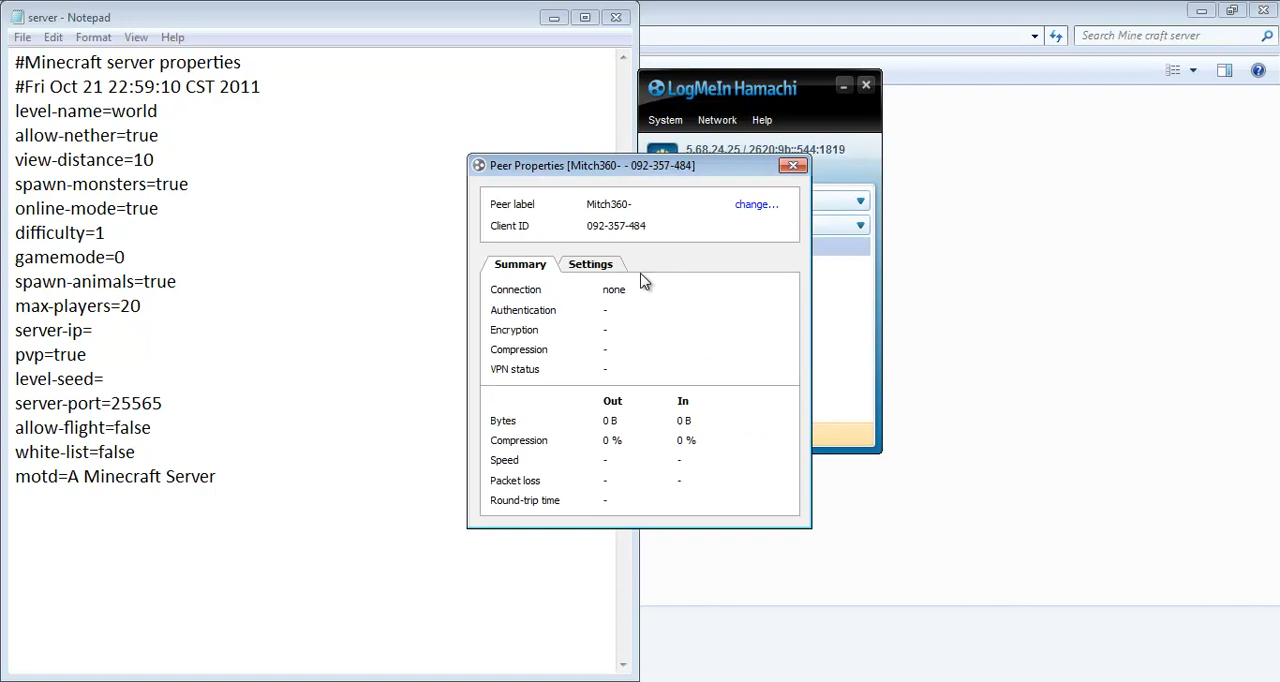 server - Notepad
File Edit Format View Help
#Minecraft server properties
#Fri Oct 21 22:59:10 CST 2011
level-name=world
allow-nether=true
view-distance=10
spawn-monsters=true
online-mode=true
difficulty=1
gamemode=0
spawn-animals=true
max-players=20
server-ip=
pvp=true
level-seed=
server-port=25565
allow-flight=false
white-list=false
motd=A Minecraft Server
Search Mine craft server
LogMeIn Hamachi
System Network Help
5.68.24.25 / 2620:9b::544:1819
Peer Properties [Mitch360- - 092-357-484]
Peer label Mitch360- change...
Client ID 092-357-484
Summary Settings
Connection none
Authentication -
Encryption -
Compression -
VPN status -
Out In
Bytes 0 B 0 B
Compression 0 % 0 %
Speed - -
Packet loss - -
Round-trip time -